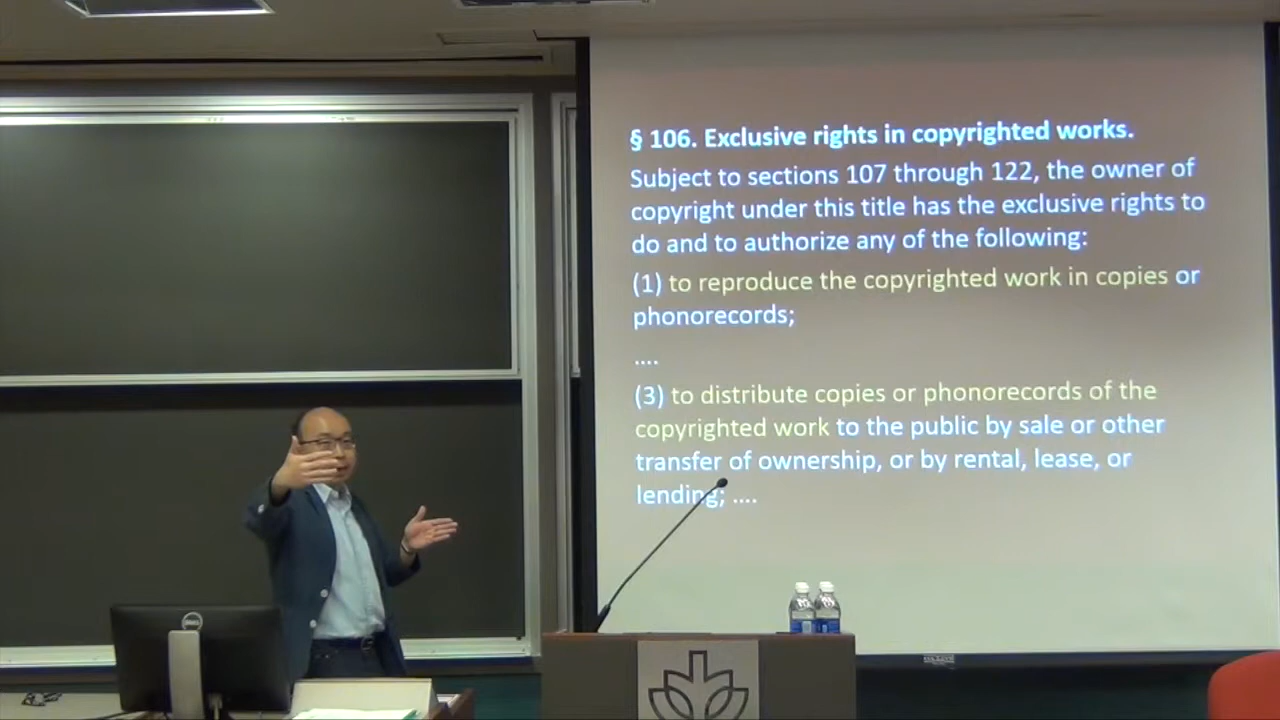 § 106. Exclusive rights in copyrighted works.
Subject to sections 107 through 122, the owner of
copyright under this title has the exclusive rights to
do and to authorize any of the following:
(1) to reproduce the copyrighted work in copies or
phonorecords;
....
(3) to distribute copies or phonorecords of the
copyrighted work to the public by sale or other
transfer of ownership, or by rental, lease, or
lending; ....
DELL